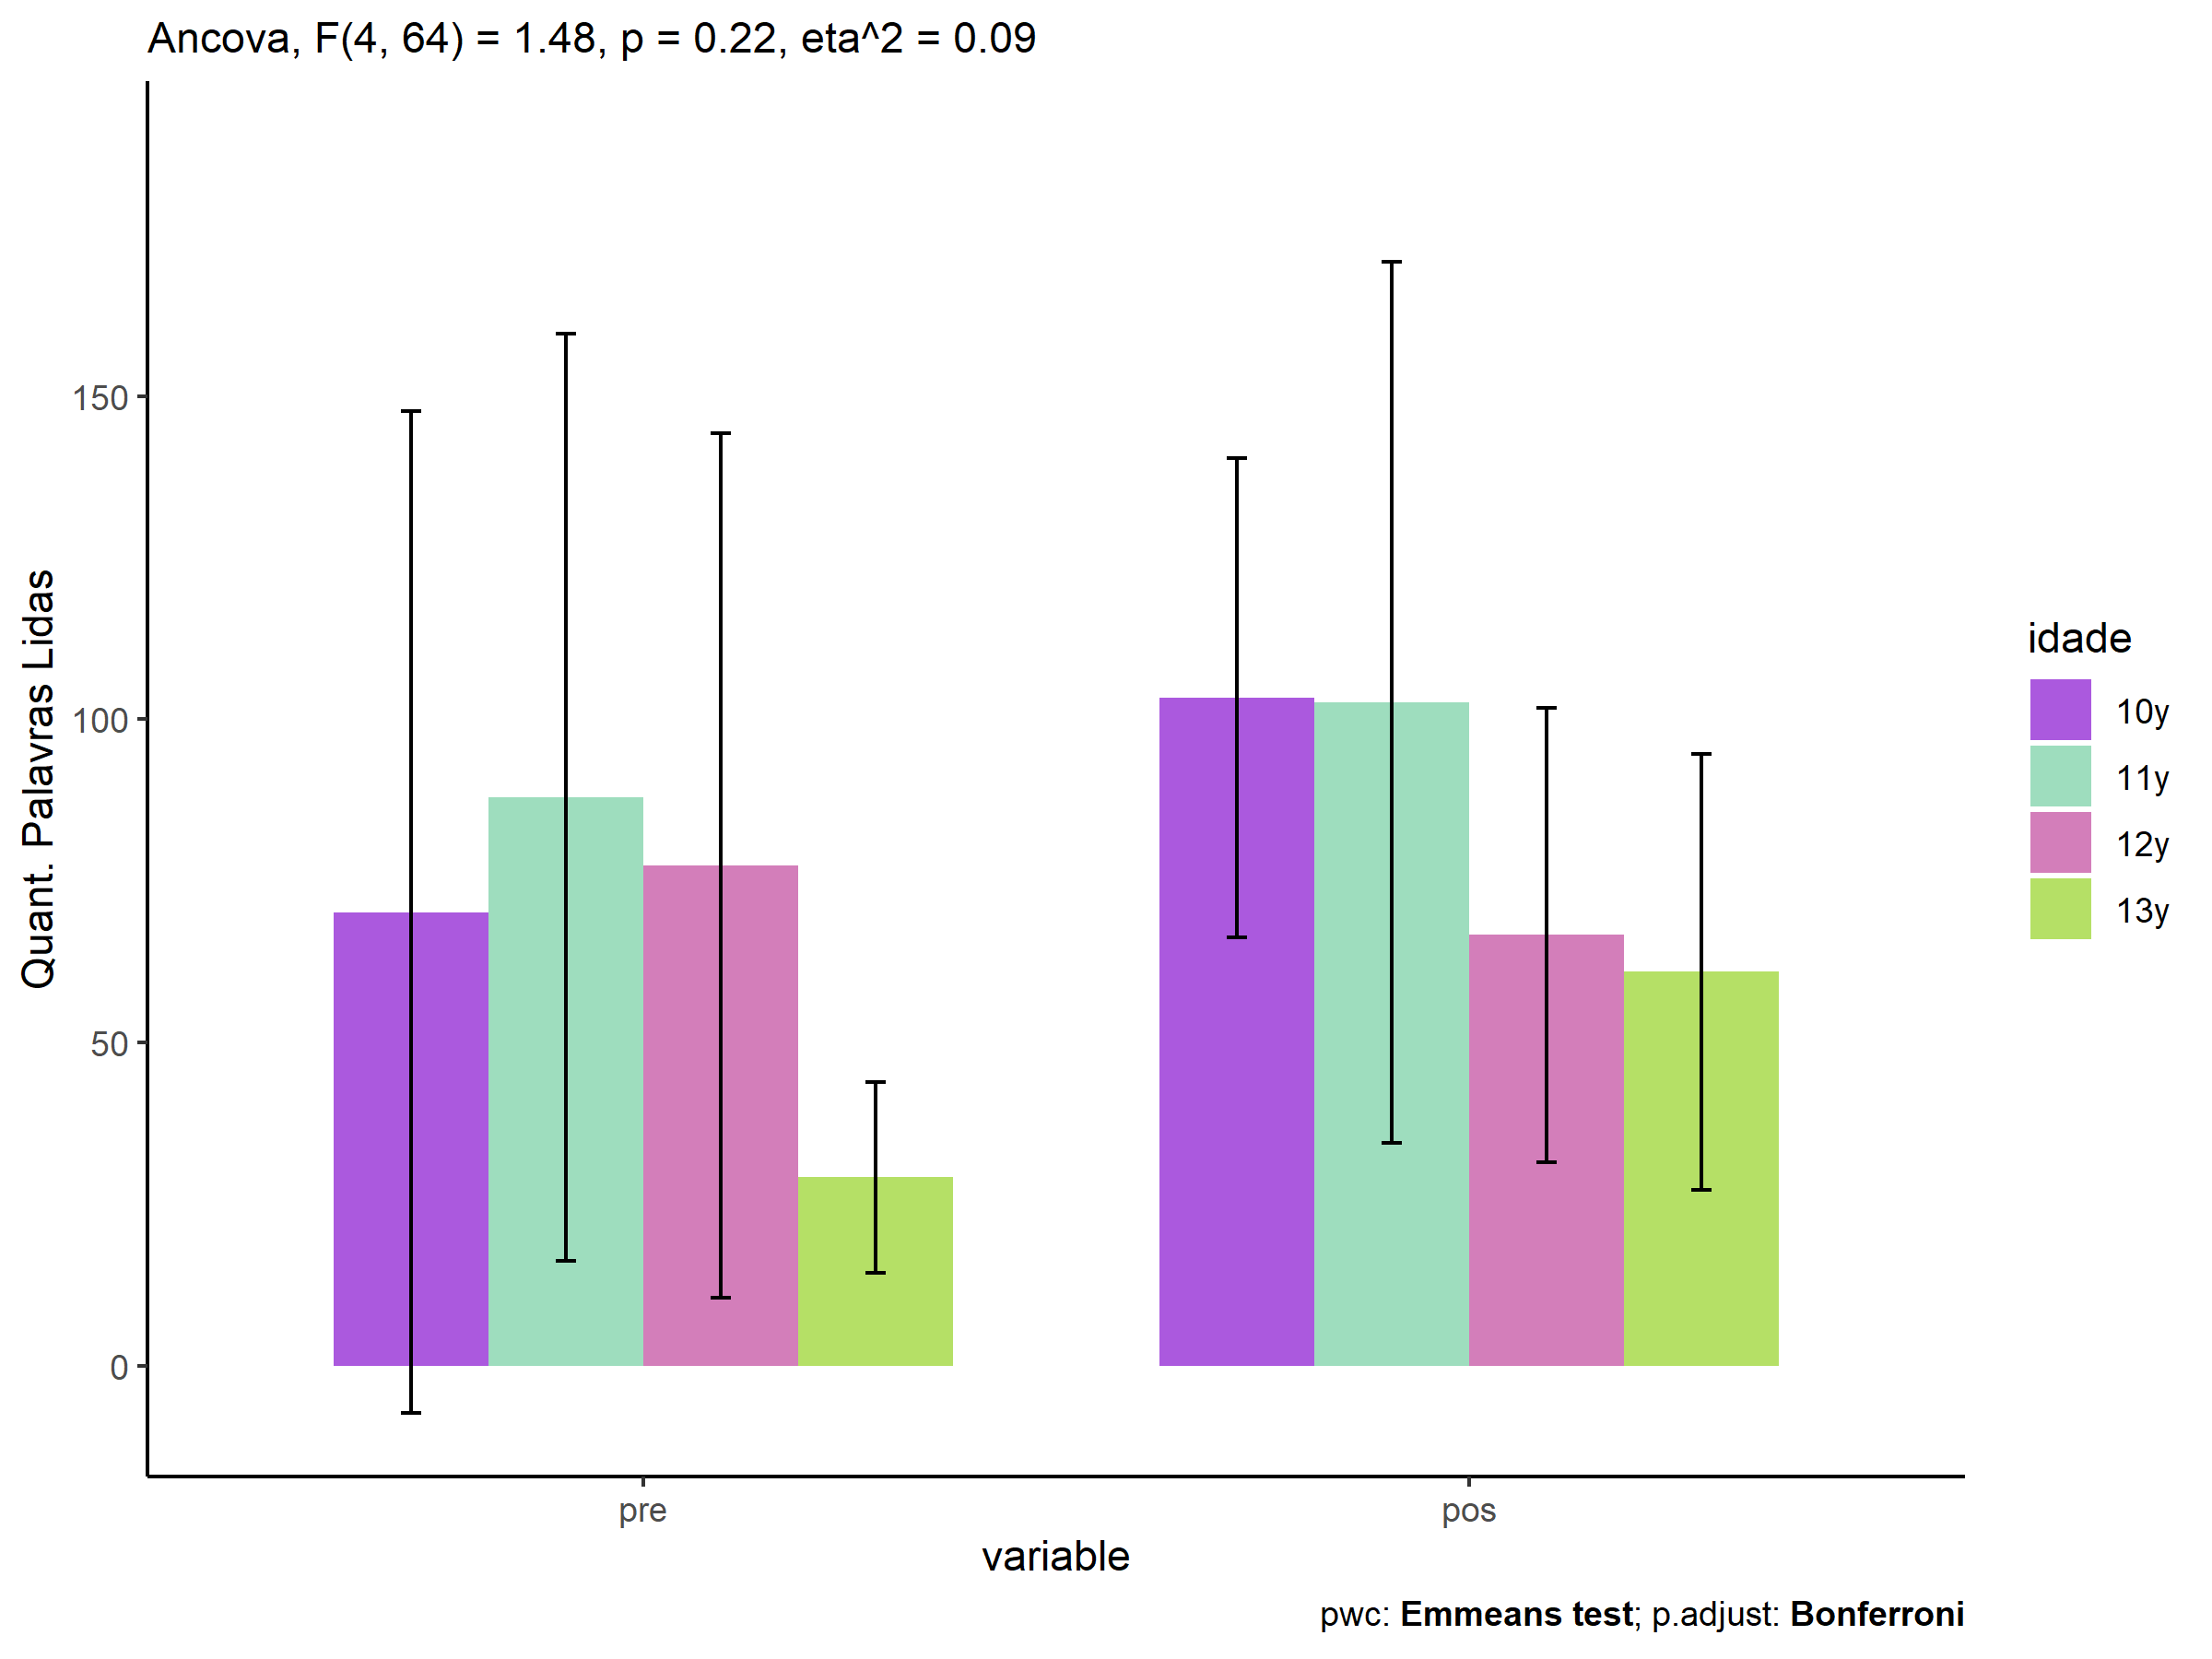 Ancova, F(4, 64) = 1.48, p = 0.22, eta^2 = 0.09
Quant. Palavras Lidas
150
100
50
0
pre
pos
variable
idade
10y
11y
12y
13y
pwc: Emmeans test; p.adjust: Bonferroni